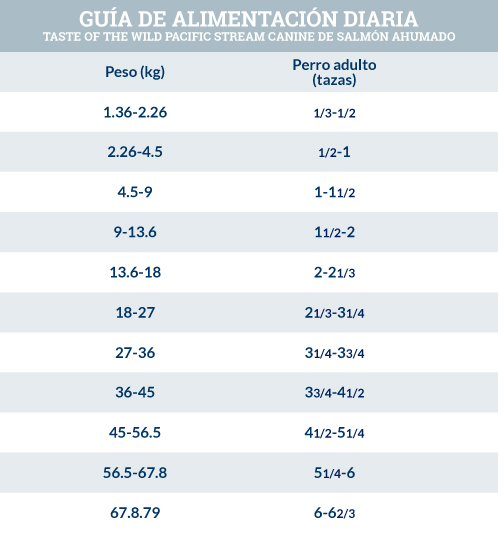 GUÍA DE ALIMENTACIÓN DIARIA
TASTE OF THE WILD PACIFIC STREAM CANINE DE SALMÓN AHUMADO
Peso (kg) Perro adulto
(tazas)
1.36-2.26 1/3-1/2
2.26-4.5 1/2-1
4.5-9 1-11/2
9-13.6 11/2-2
13.6-18 2-21/3
18-27 21/3-31/4
27-36 31/4-33/4
36-45 33/4-41/2
45-56.5 41/2-51/4
56.5-67.8 51/4-6
67.8.79 6-62/3